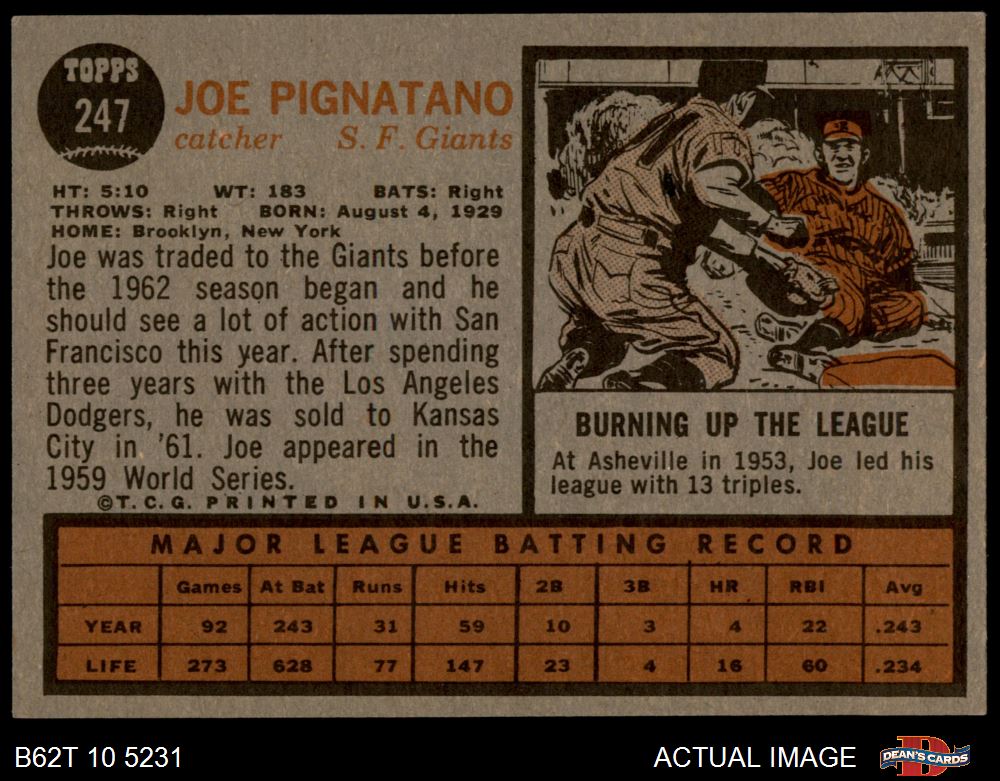 TOPPS
247
JOE PIGNATANO
catcher S. F. Giants
HT: 5:10 WT: 183 BATS: Right
THROWS: Right BORN: August 4, 1929
HOME: Brooklyn, New York
Joe was traded to the Giants before
the 1962 season began and he
should see a lot of action with San
Francisco this year. After spending
three years with the Los Angeles
Dodgers, he was sold to Kansas
City in '61. Joe appeared in the
1959 World Series.
©T.C.G. PRINTED IN U.S.A.
BURNING UP THE LEAGUE
At Asheville in 1953, Joe led his
league with 13 triples.
MAJOR LEAGUE BATTING RECORD
Games At Bat Runs Hits 2B 3B HR RBI Avg
YEAR 92 243 31 59 10 3 4 22 .243
LIFE 273 628 77 147 23 4 16 60 .234
B62T 10 5231 ACTUAL IMAGE DEAN'S CARDS